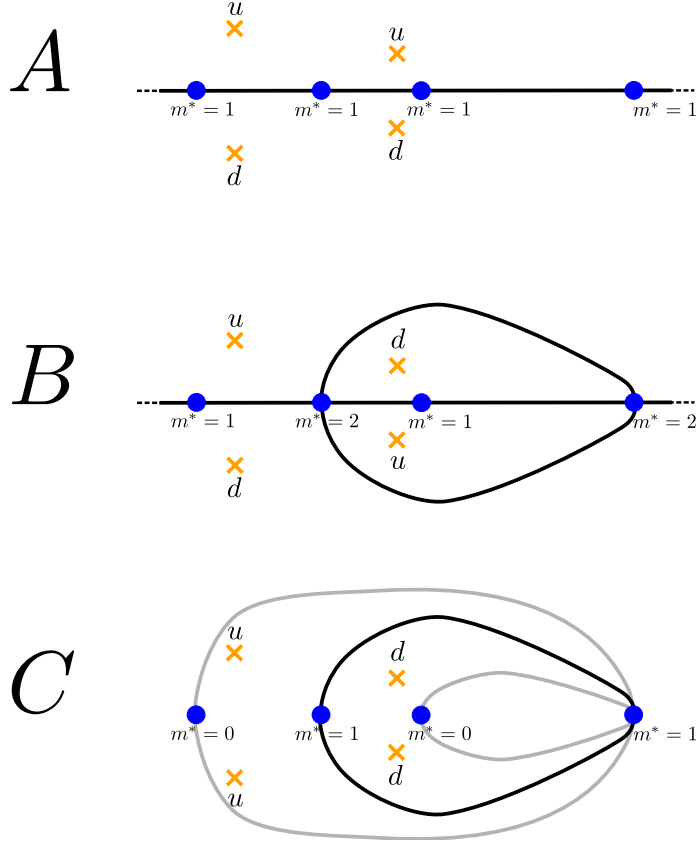 A
u
u
m* = 1
m* = 1
m* = 1
m* = 1
d
d
B
u
d
m* = 1
m* = 2
m* = 1
m* = 2
d
u
C
u
d
m* = 0
m* = 1
m* = 0
m* = 1
u
d